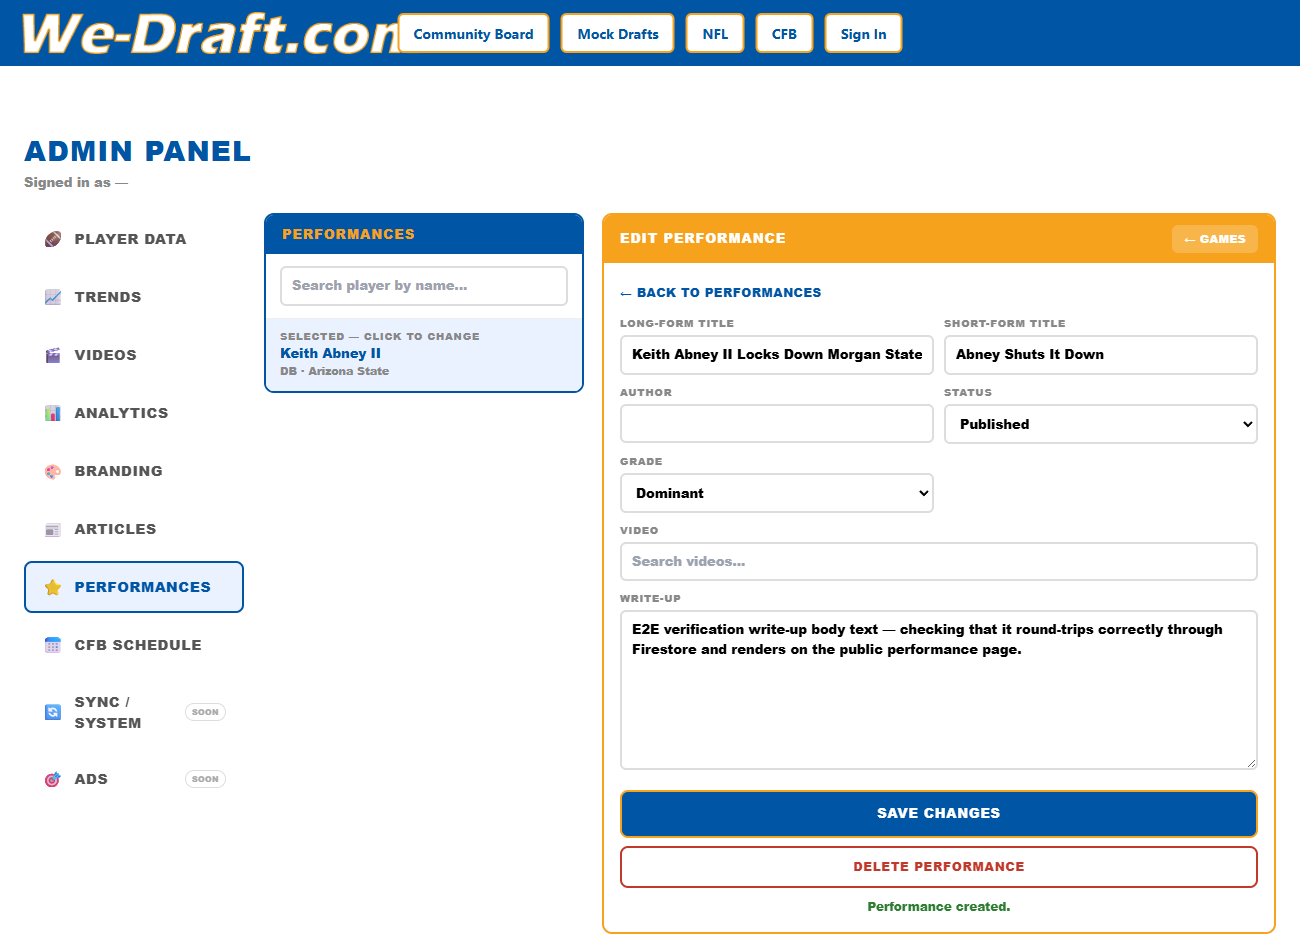 We-Draft.com
Community Board
Mock Drafts
NFL
CFB
Sign In
ADMIN PANEL
Signed in as —
PLAYER DATA
TRENDS
VIDEOS
ANALYTICS
BRANDING
ARTICLES
PERFORMANCES
CFB SCHEDULE
SYNC /
SYSTEM
SOON
ADS
SOON
PERFORMANCES
Search player by name...
SELECTED — CLICK TO CHANGE
Keith Abney II
DB · Arizona State
EDIT PERFORMANCE
← GAMES
← BACK TO PERFORMANCES
LONG-FORM TITLE
Keith Abney II Locks Down Morgan State
SHORT-FORM TITLE
Abney Shuts It Down
AUTHOR
STATUS
Published
GRADE
Dominant
VIDEO
Search videos...
WRITE-UP
E2E verification write-up body text — checking that it round-trips correctly through
Firestore and renders on the public performance page.
SAVE CHANGES
DELETE PERFORMANCE
Performance created.